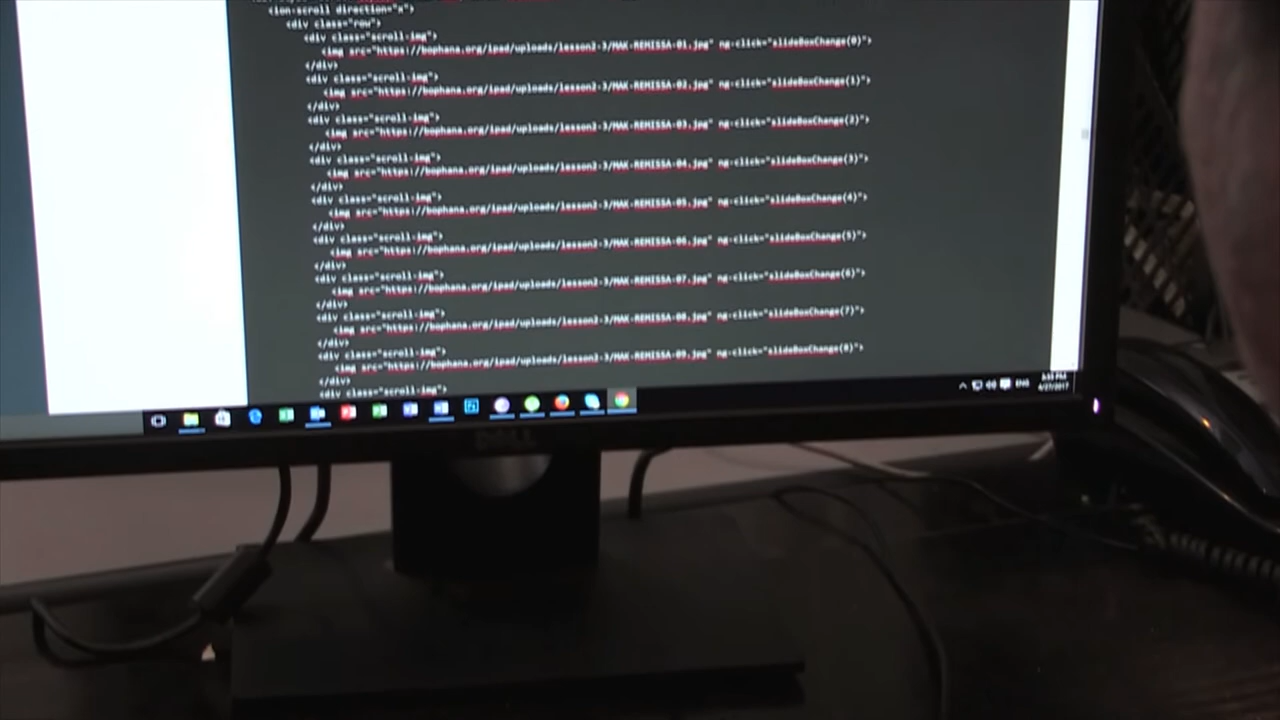 <ion-scroll direction="x">
<div class="row">
<div class="scroll-img">
<img src="https://bophana.org/ipad/uploads/lesson2-3/MAK-REMISSA-01.jpg" ng-click="slideBoxChange(0)">
</div>
<div class="scroll-img">
<img src="https://bophana.org/ipad/uploads/lesson2-3/MAK-REMISSA-02.jpg" ng-click="slideBoxChange(1)">
</div>
<div class="scroll-img">
<img src="https://bophana.org/ipad/uploads/lesson2-3/MAK-REMISSA-03.jpg" ng-click="slideBoxChange(2)">
</div>
<div class="scroll-img">
<img src="https://bophana.org/ipad/uploads/lesson2-3/MAK-REMISSA-04.jpg" ng-click="slideBoxChange(3)">
</div>
<div class="scroll-img">
<img src="https://bophana.org/ipad/uploads/lesson2-3/MAK-REMISSA-05.jpg" ng-click="slideBoxChange(4)">
</div>
<div class="scroll-img">
<img src="https://bophana.org/ipad/uploads/lesson2-3/MAK-REMISSA-06.jpg" ng-click="slideBoxChange(5)">
</div>
<div class="scroll-img">
<img src="https://bophana.org/ipad/uploads/lesson2-3/MAK-REMISSA-07.jpg" ng-click="slideBoxChange(6)">
</div>
<div class="scroll-img">
<img src="https://bophana.org/ipad/uploads/lesson2-3/MAK-REMISSA-08.jpg" ng-click="slideBoxChange(7)">
</div>
<div class="scroll-img">
<img src="https://bophana.org/ipad/uploads/lesson2-3/MAK-REMISSA-09.jpg" ng-click="slideBoxChange(8)">
</div>
<div class="scroll-img">
ENG
4/27/2017
DELL